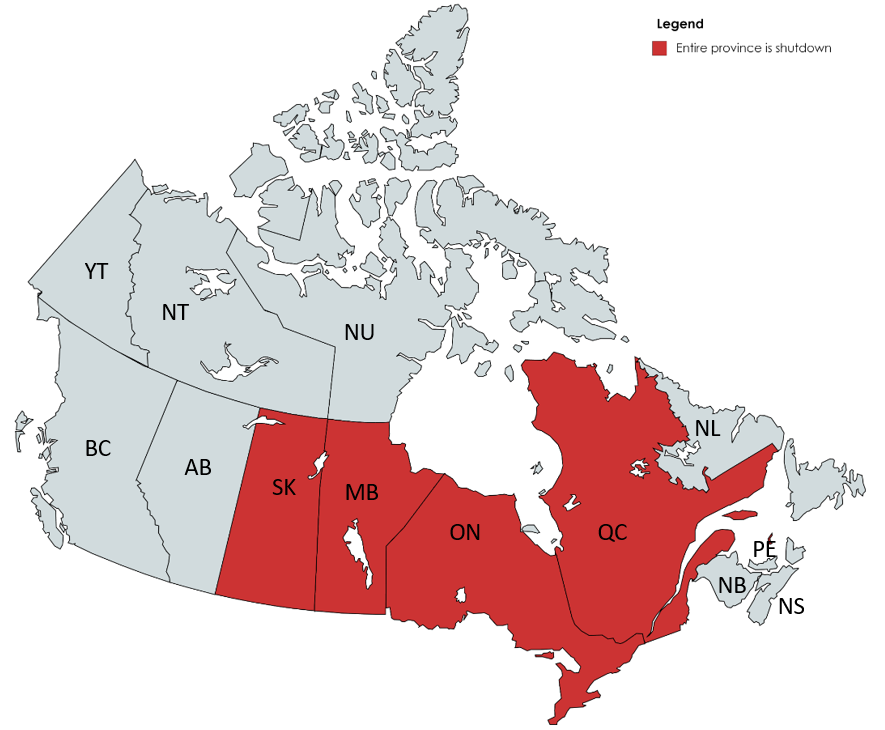 Legend
Entire province is shutdown
YT
NT
NU
BC
AB
SK
MB
ON
QC
NL
PE
NB
NS